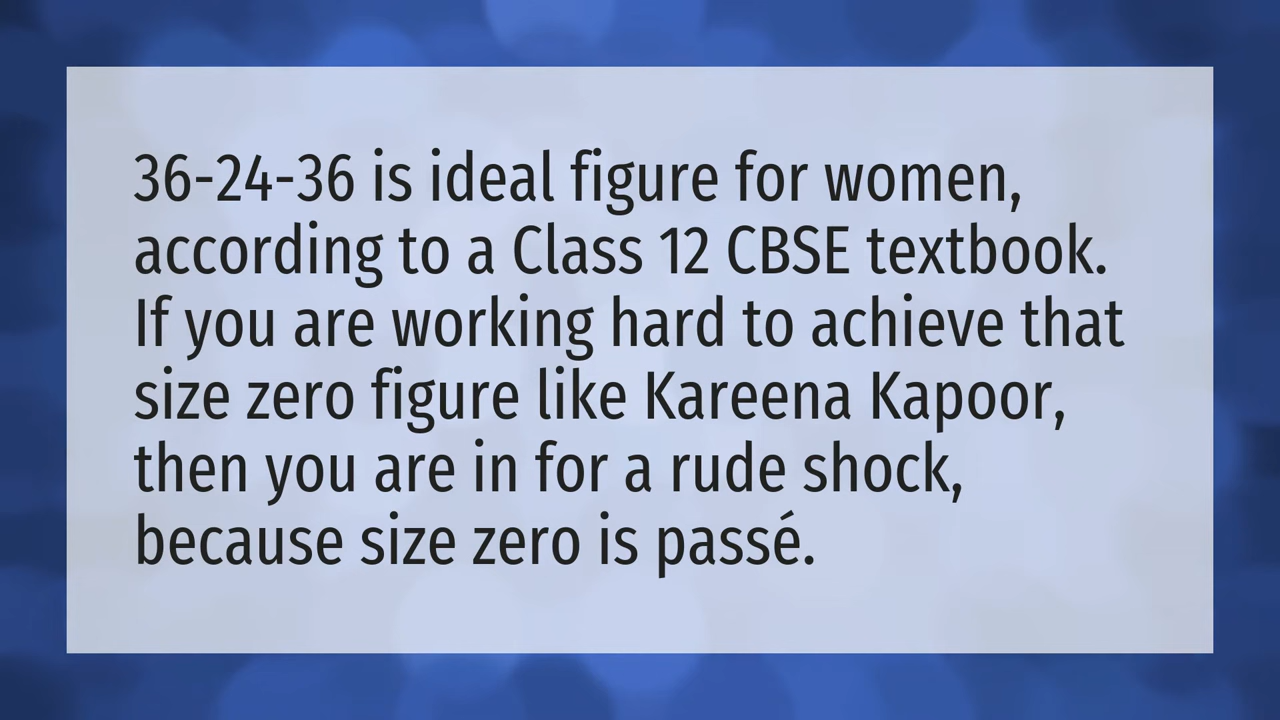 36-24-36 is ideal figure for women,
according to a Class 12 CBSE textbook.
If you are working hard to achieve that
size zero figure like Kareena Kapoor,
then you are in for a rude shock,
because size zero is passé.